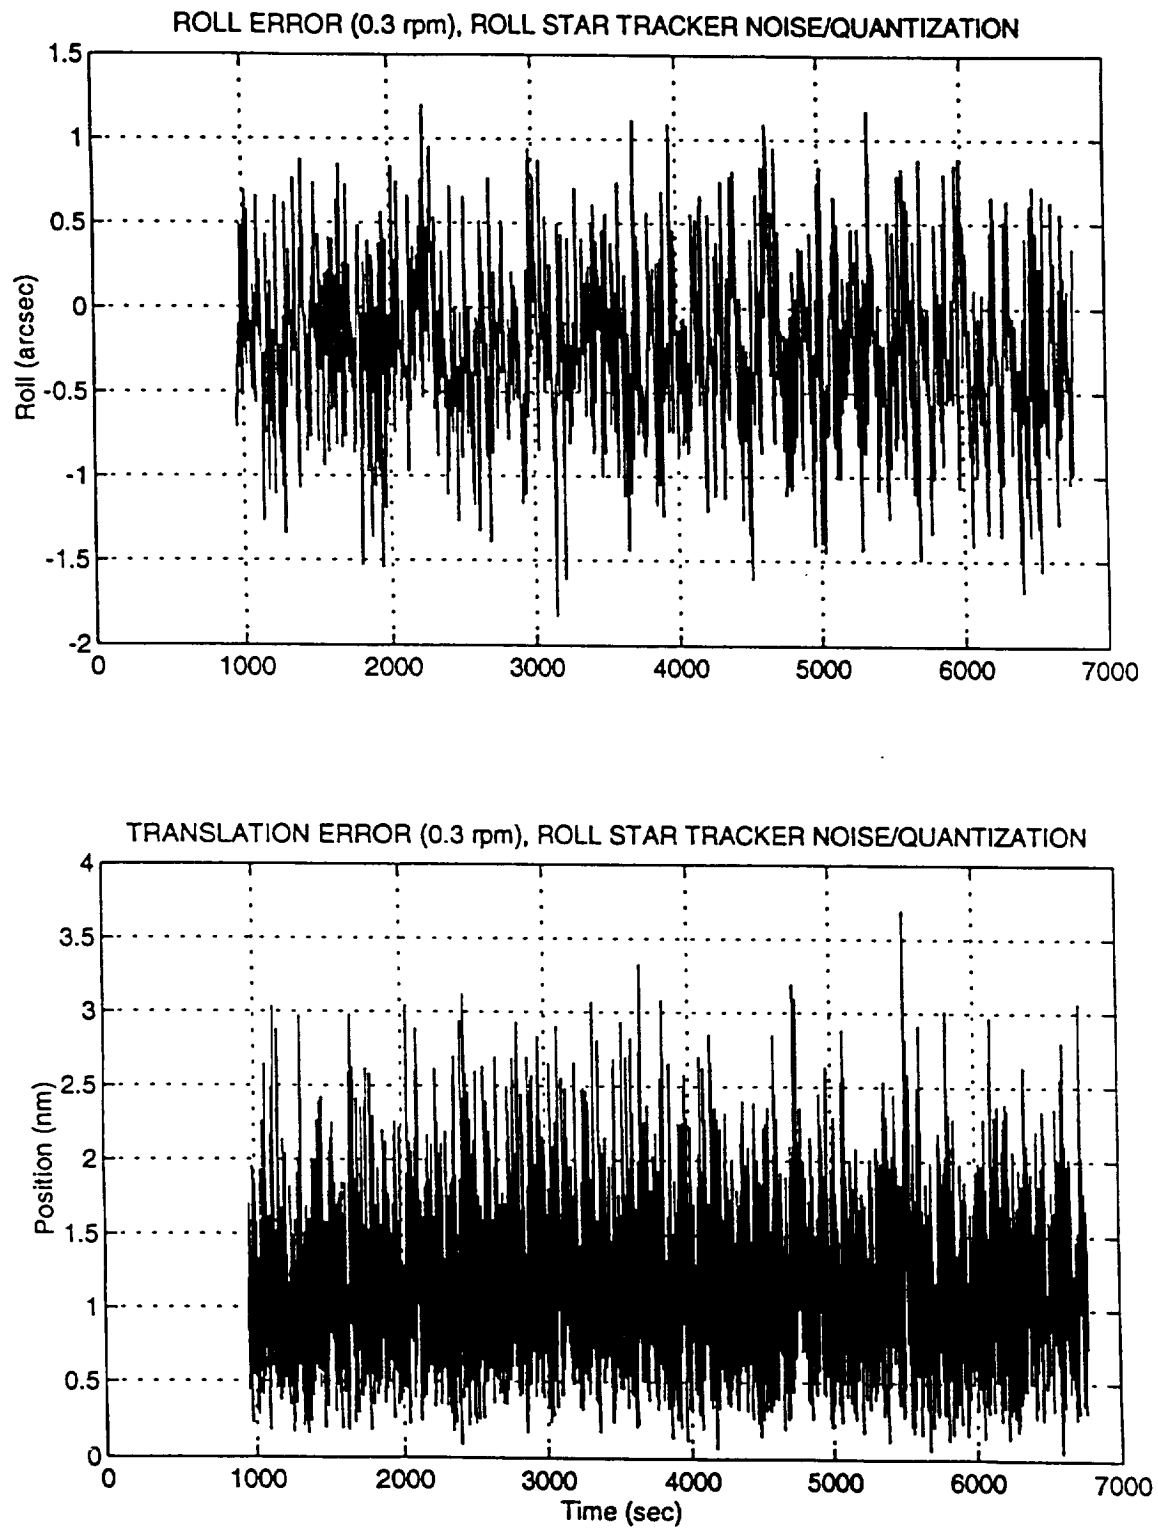 ROLL ERROR (0.3 rpm), ROLL STAR TRACKER NOISE/QUANTIZATION
1.5
1
0.5
0
-0.5
-1
-1.5
-2
Roll (arcsec)
0 1000 2000 3000 4000 5000 6000 7000
TRANSLATION ERROR (0.3 rpm), ROLL STAR TRACKER NOISE/QUANTIZATION
4
3.5
3
2.5
2
1.5
1
0.5
0
Position (nm)
0 1000 2000 3000 4000 5000 6000 7000
Time (sec)